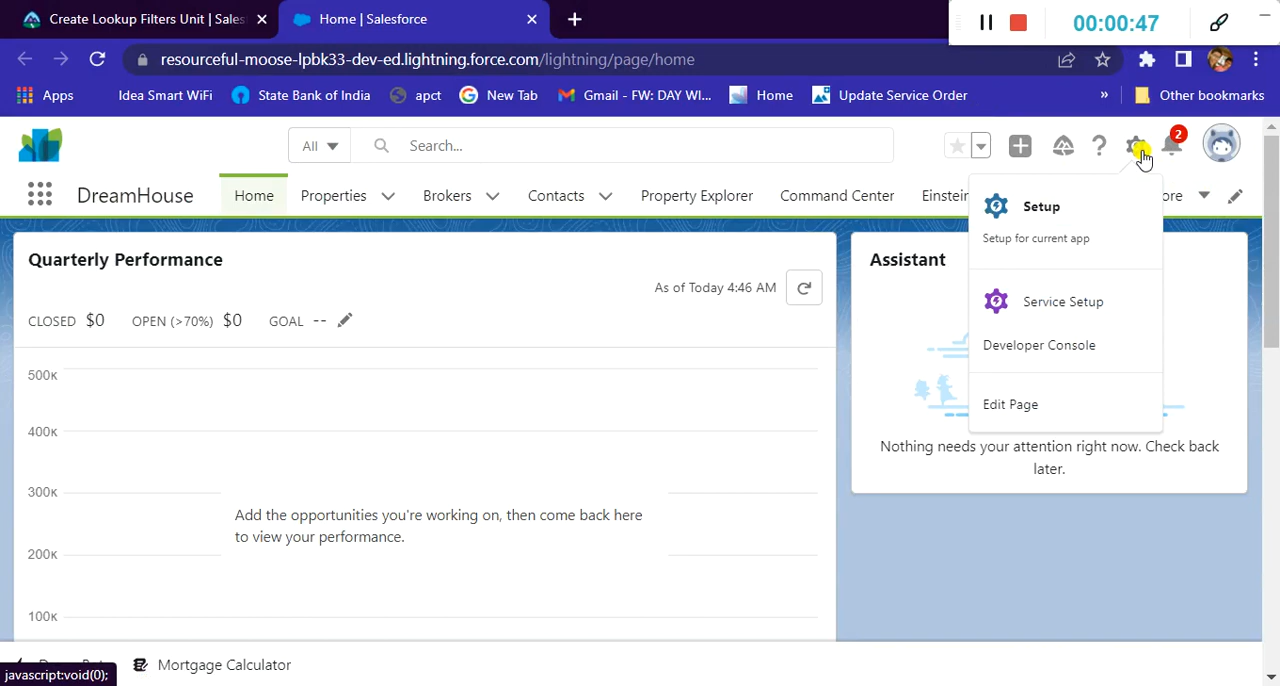 Create Lookup Filters Unit | Sales
Home | Salesforce
00:00:47
resourceful-moose-lpbk33-dev-ed.lightning.force.com/lightning/page/home
Apps
Idea Smart WiFi
State Bank of India
apct
New Tab
Gmail - FW: DAY WI...
Home
Update Service Order
»
Other bookmarks
All
Search...
2
DreamHouse
Home
Properties
Brokers
Contacts
Property Explorer
Command Center
Einstein
ore
Setup
Setup for current app
Service Setup
Developer Console
Edit Page
Quarterly Performance
As of Today 4:46 AM
CLOSED $0 OPEN (>70%) $0 GOAL --
500K
400K
300K
200K
100K
Add the opportunities you're working on, then come back here
to view your performance.
Assistant
Nothing needs your attention right now. Check back
later.
Mortgage Calculator
javascript:void(0);